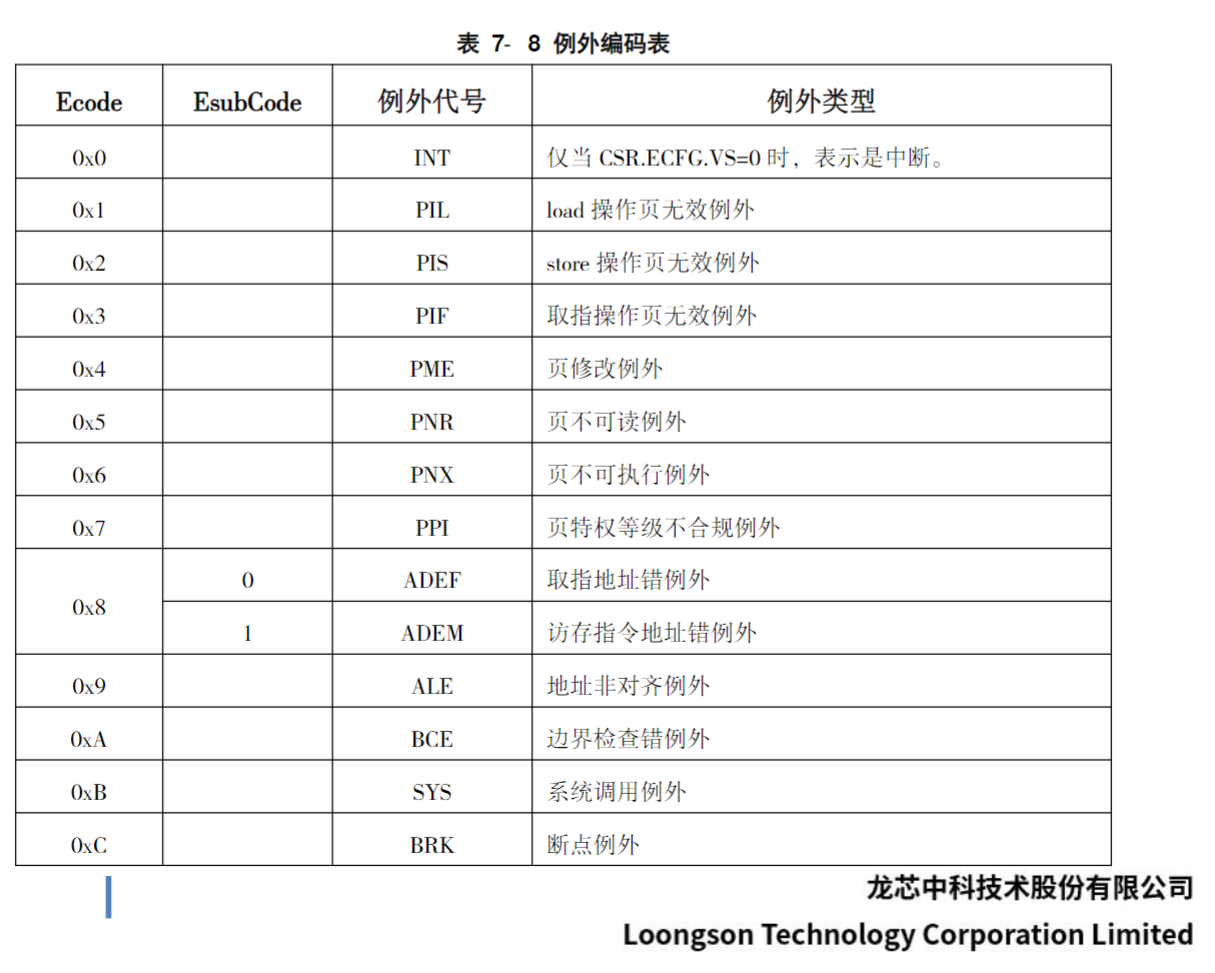 表 7- 8 例外编码表
Ecode EsubCode 例外代号 例外类型
0x0 INT 仅当 CSR.ECFG.VS=0 时，表示是中断。
0x1 PIL load 操作页无效例外
0x2 PIS store 操作页无效例外
0x3 PIF 取指操作页无效例外
0x4 PME 页修改例外
0x5 PNR 页不可读例外
0x6 PNX 页不可执行例外
0x7 PPI 页特权等级不合规例外
0x8 0 ADEF 取指地址错例外
1 ADEM 访存指令地址错例外
0x9 ALE 地址非对齐例外
0xA BCE 边界检查错例外
0xB SYS 系统调用例外
0xC BRK 断点例外
龙芯中科技术股份有限公司
Loongson Technology Corporation Limited